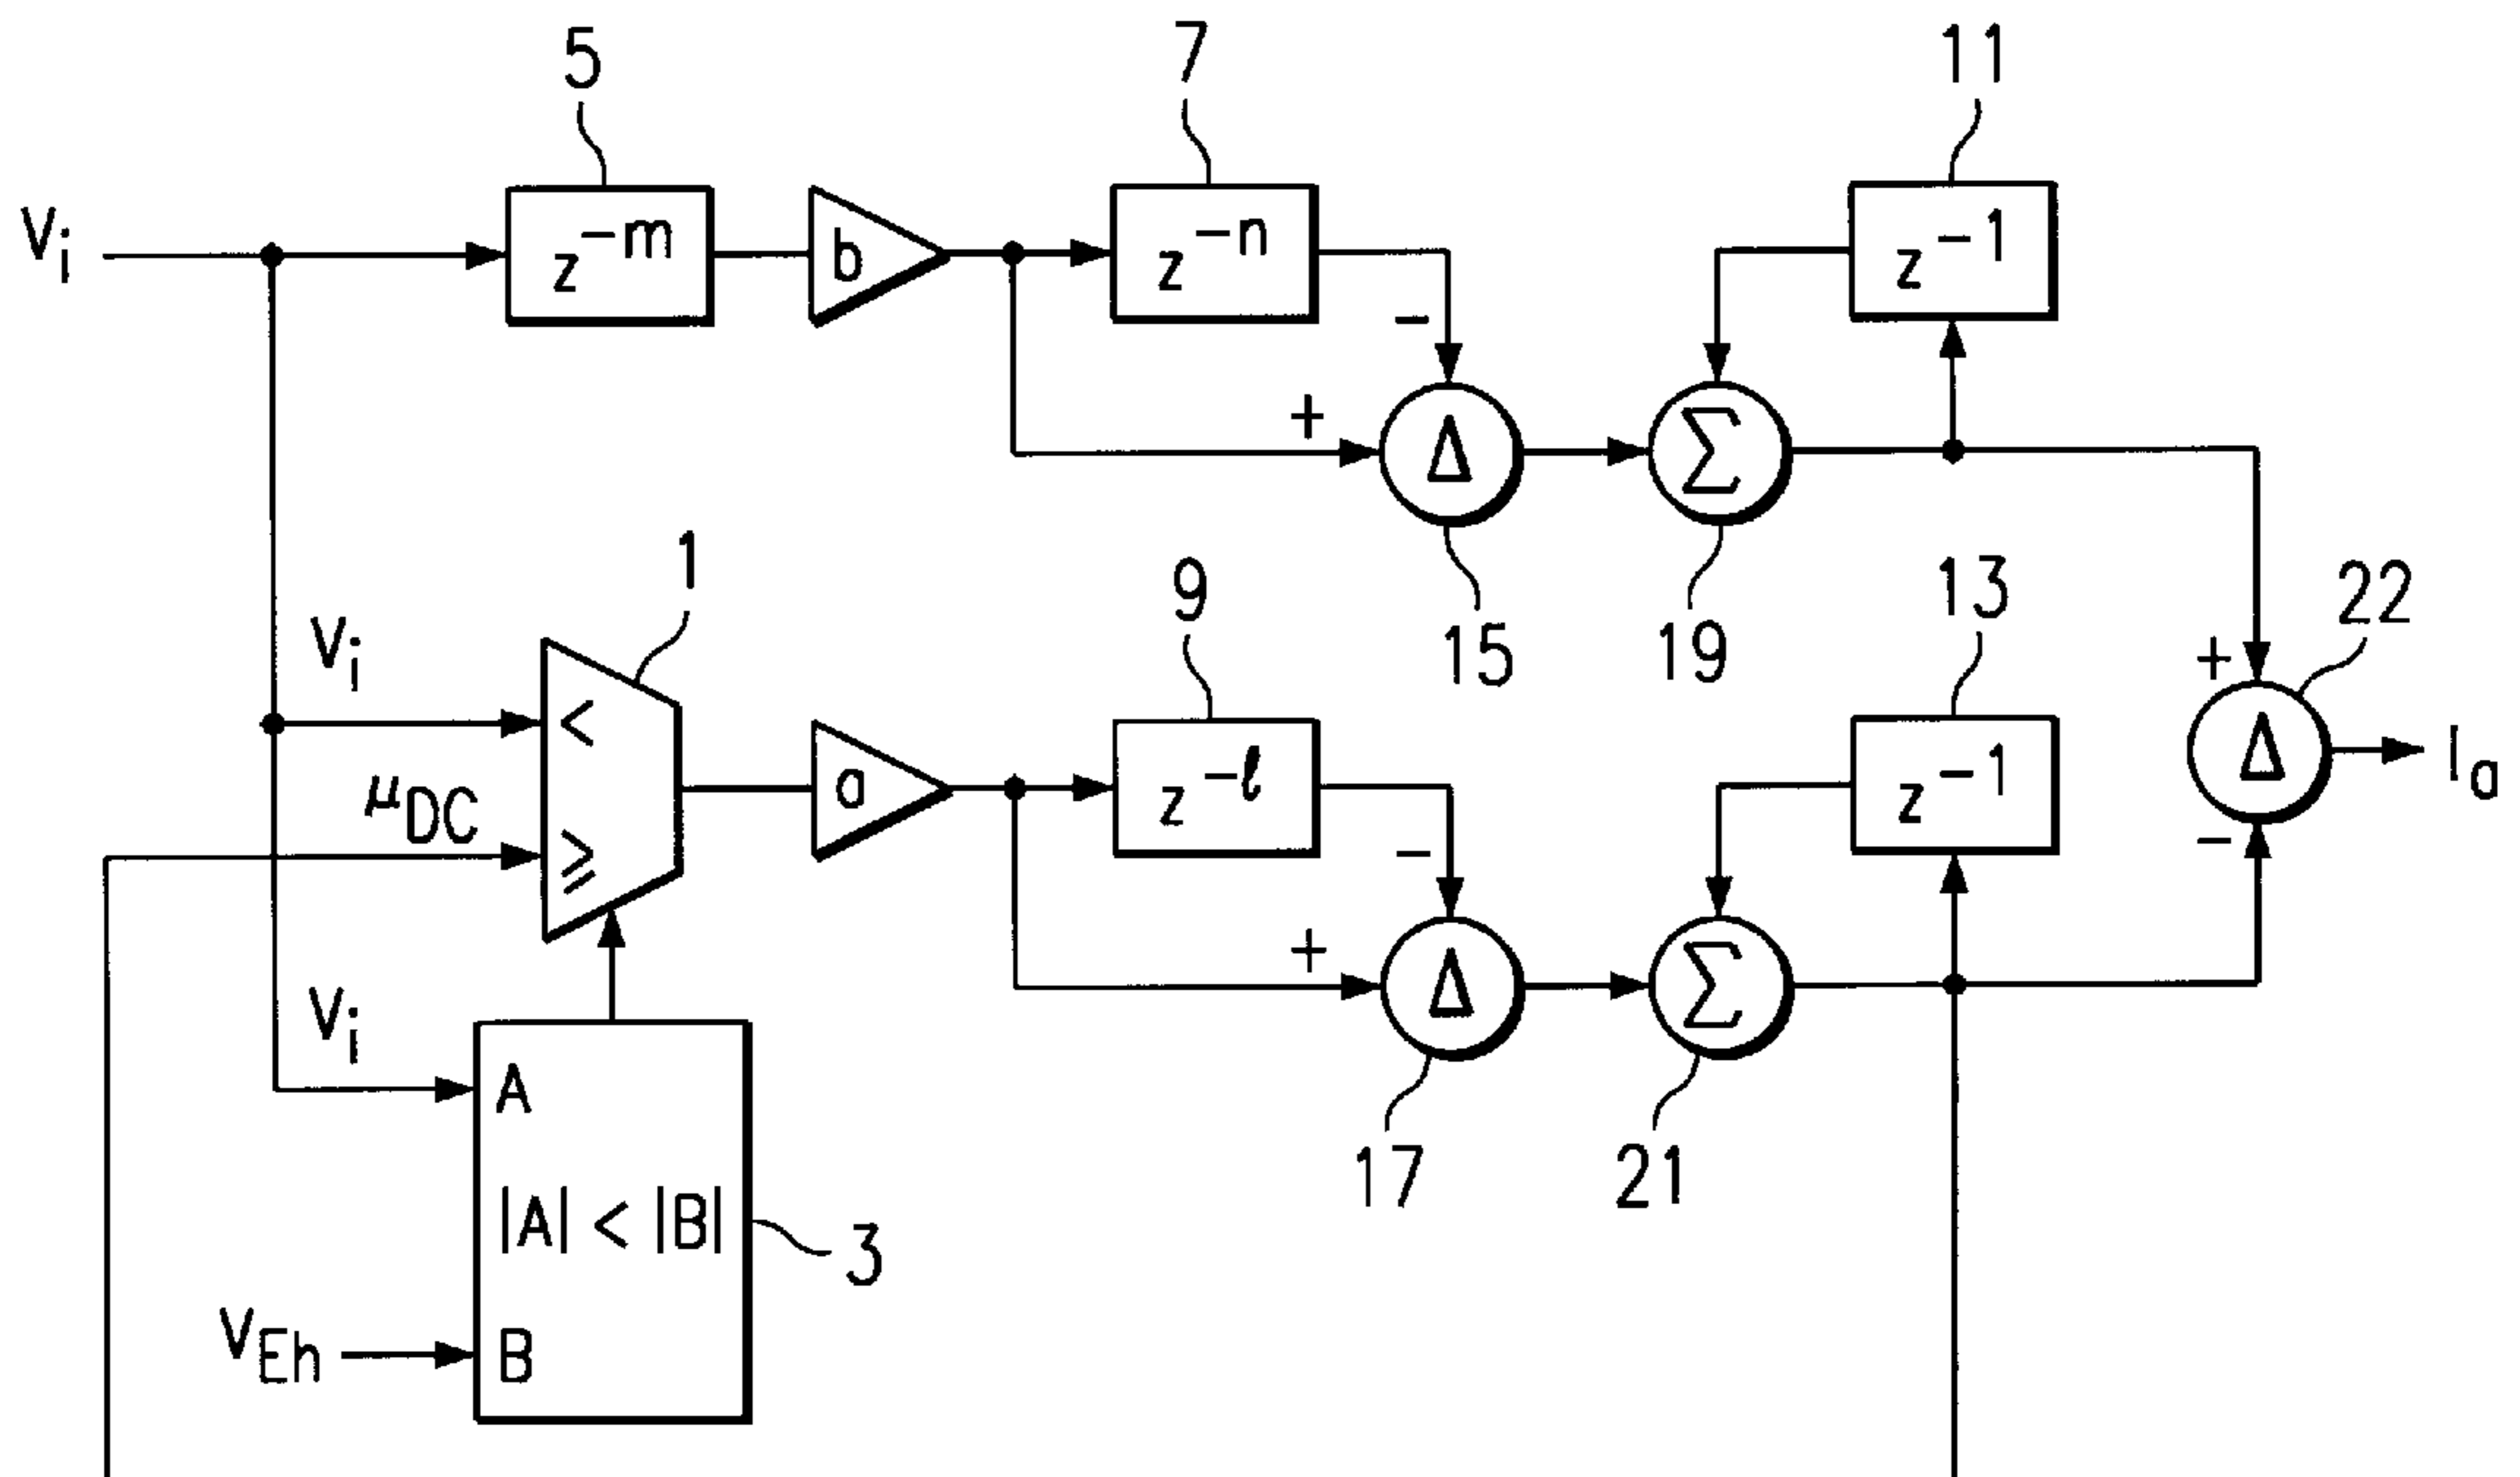 5
7
11
Vi
z^-m
b
z^-n
z^-1
-
+
Δ
Σ
1
9
13
22
15
19
Vi
<
+
μDC
a
z^-ℓ
z^-1
Δ
Ia
≥
-
-
+
Δ
Σ
Vi
A
17
21
|A| < |B|
3
VEh
B